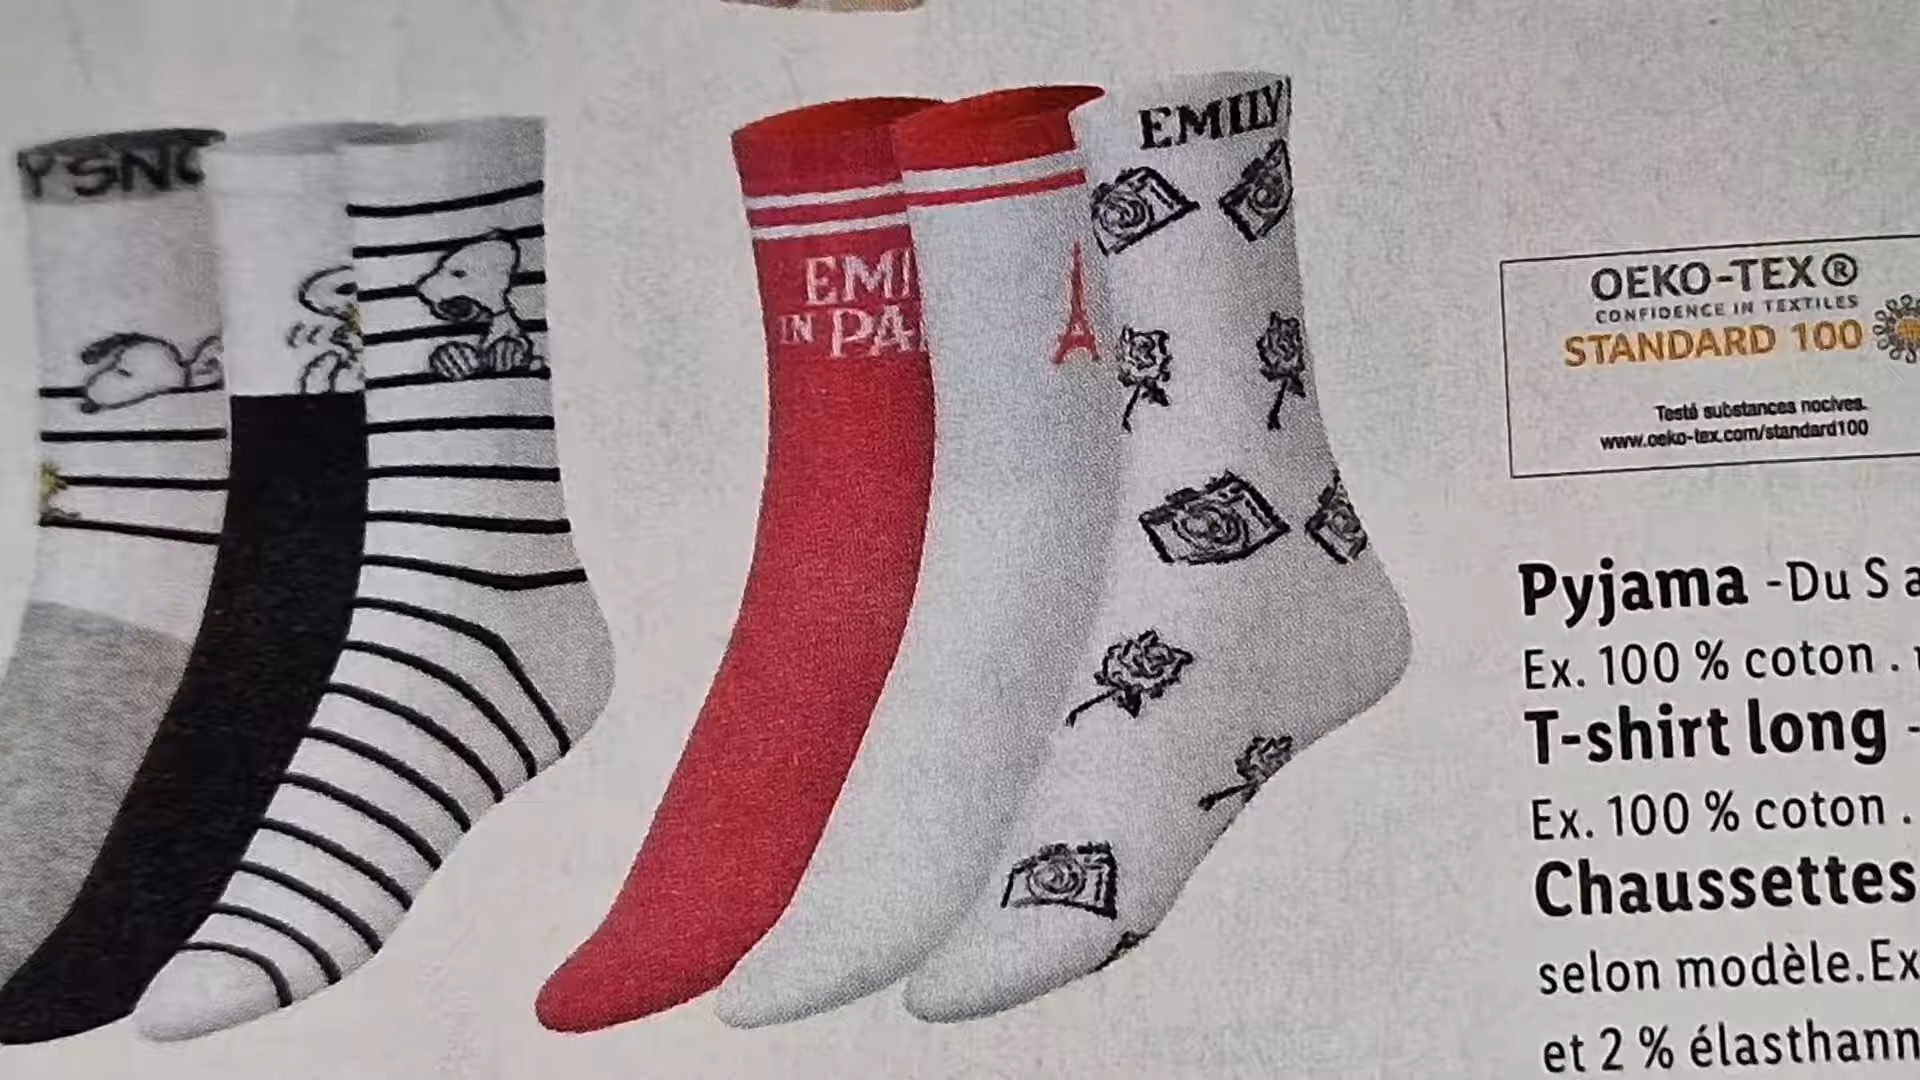 EMILY
EMI
IN PA
OEKO-TEX®
CONFIDENCE IN TEXTILES
STANDARD 100
Testé substances nocives.
www.oeko-tex.com/standard100
Pyjama -Du S a
Ex. 100 % coton .
T-shirt long -
Ex. 100 % coton .
Chaussettes
selon modèle.Ex
et 2 % élasthann